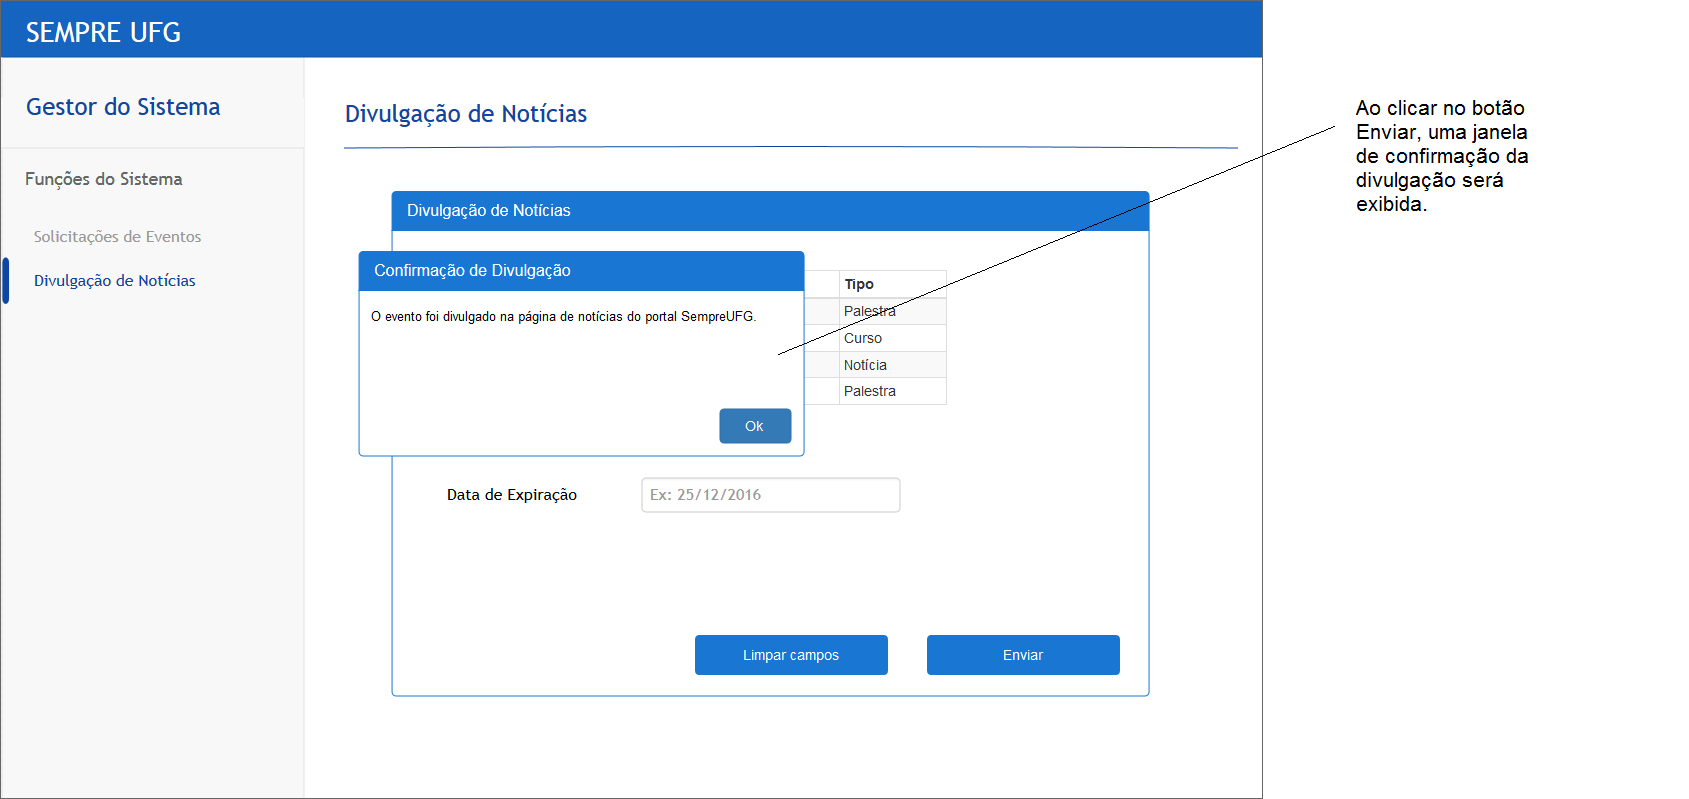 SEMPRE UFG
Gestor do Sistema
Funções do Sistema
Solicitações de Eventos
Divulgação de Notícias
Divulgação de Notícias
Divulgação de Notícias
Confirmação de Divulgação
O evento foi divulgado na página de notícias do portal SempreUFG.
Ok
Tipo
Palestra
Curso
Notícia
Palestra
Data de Expiração
Ex: 25/12/2016
Limpar campos
Enviar
Ao clicar no botão
Enviar, uma janela
de confirmação da
divulgação será
exibida.